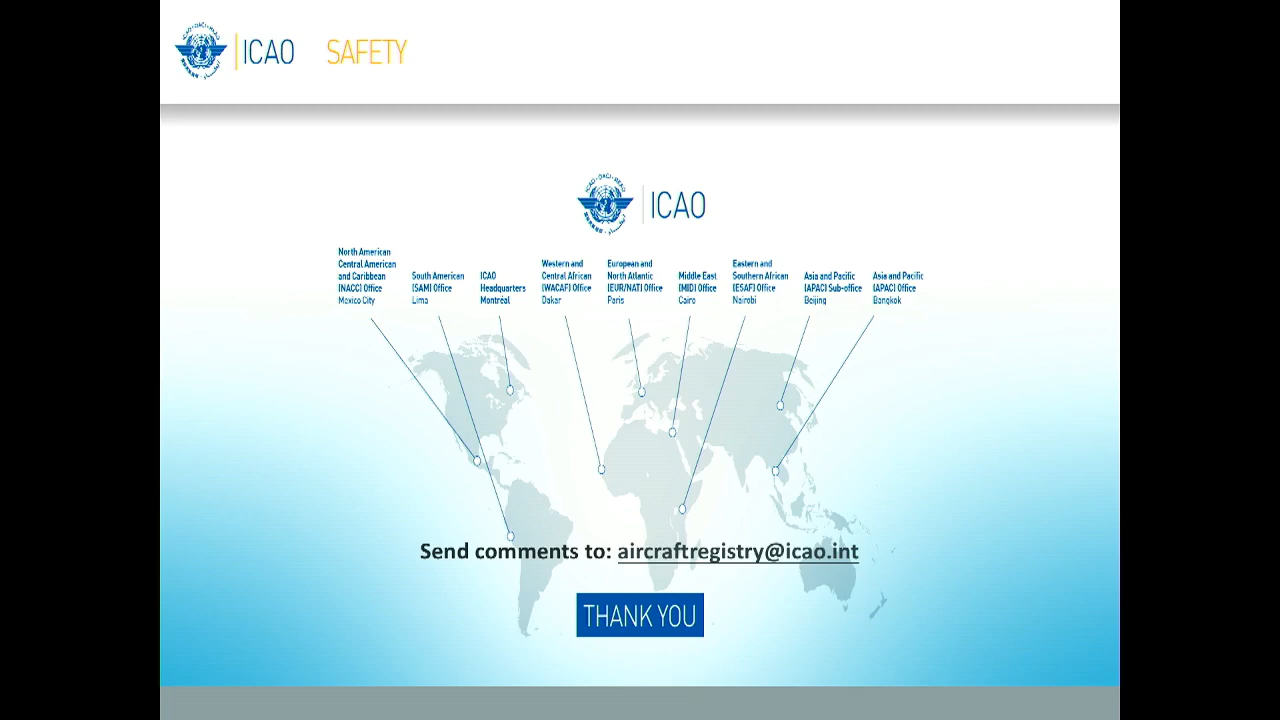 ICAO SAFETY
ICAO
North American
Central American
and Caribbean
(NACC) Office
Mexico City
South American
(SAM) Office
Lima
ICAO
Headquarters
Montréal
Western and
Central African
(WACAF) Office
Dakar
European and
North Atlantic
(EUR/NAT) Office
Paris
Middle East
(MID) Office
Cairo
Eastern and
Southern African
(ESAF) Office
Nairobi
Asia and Pacific
(APAC) Sub-office
Beijing
Asia and Pacific
(APAC) Office
Bangkok
Send comments to: aircraftregistry@icao.int
THANK YOU